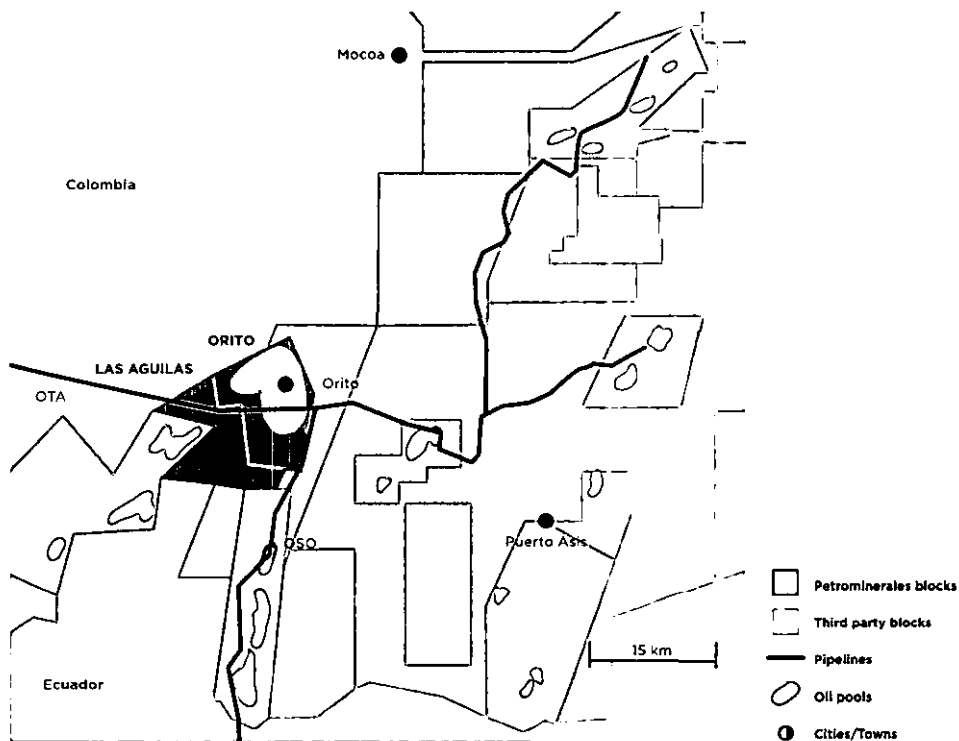 Mocoa
Colombia
ORITO
LAS AGUILAS
Orito
OTA
OSO
Puerto Asis
Ecuador
15 km
Petrominerales blocks
Third party blocks
Pipelines
Oil pools
Cities/Towns